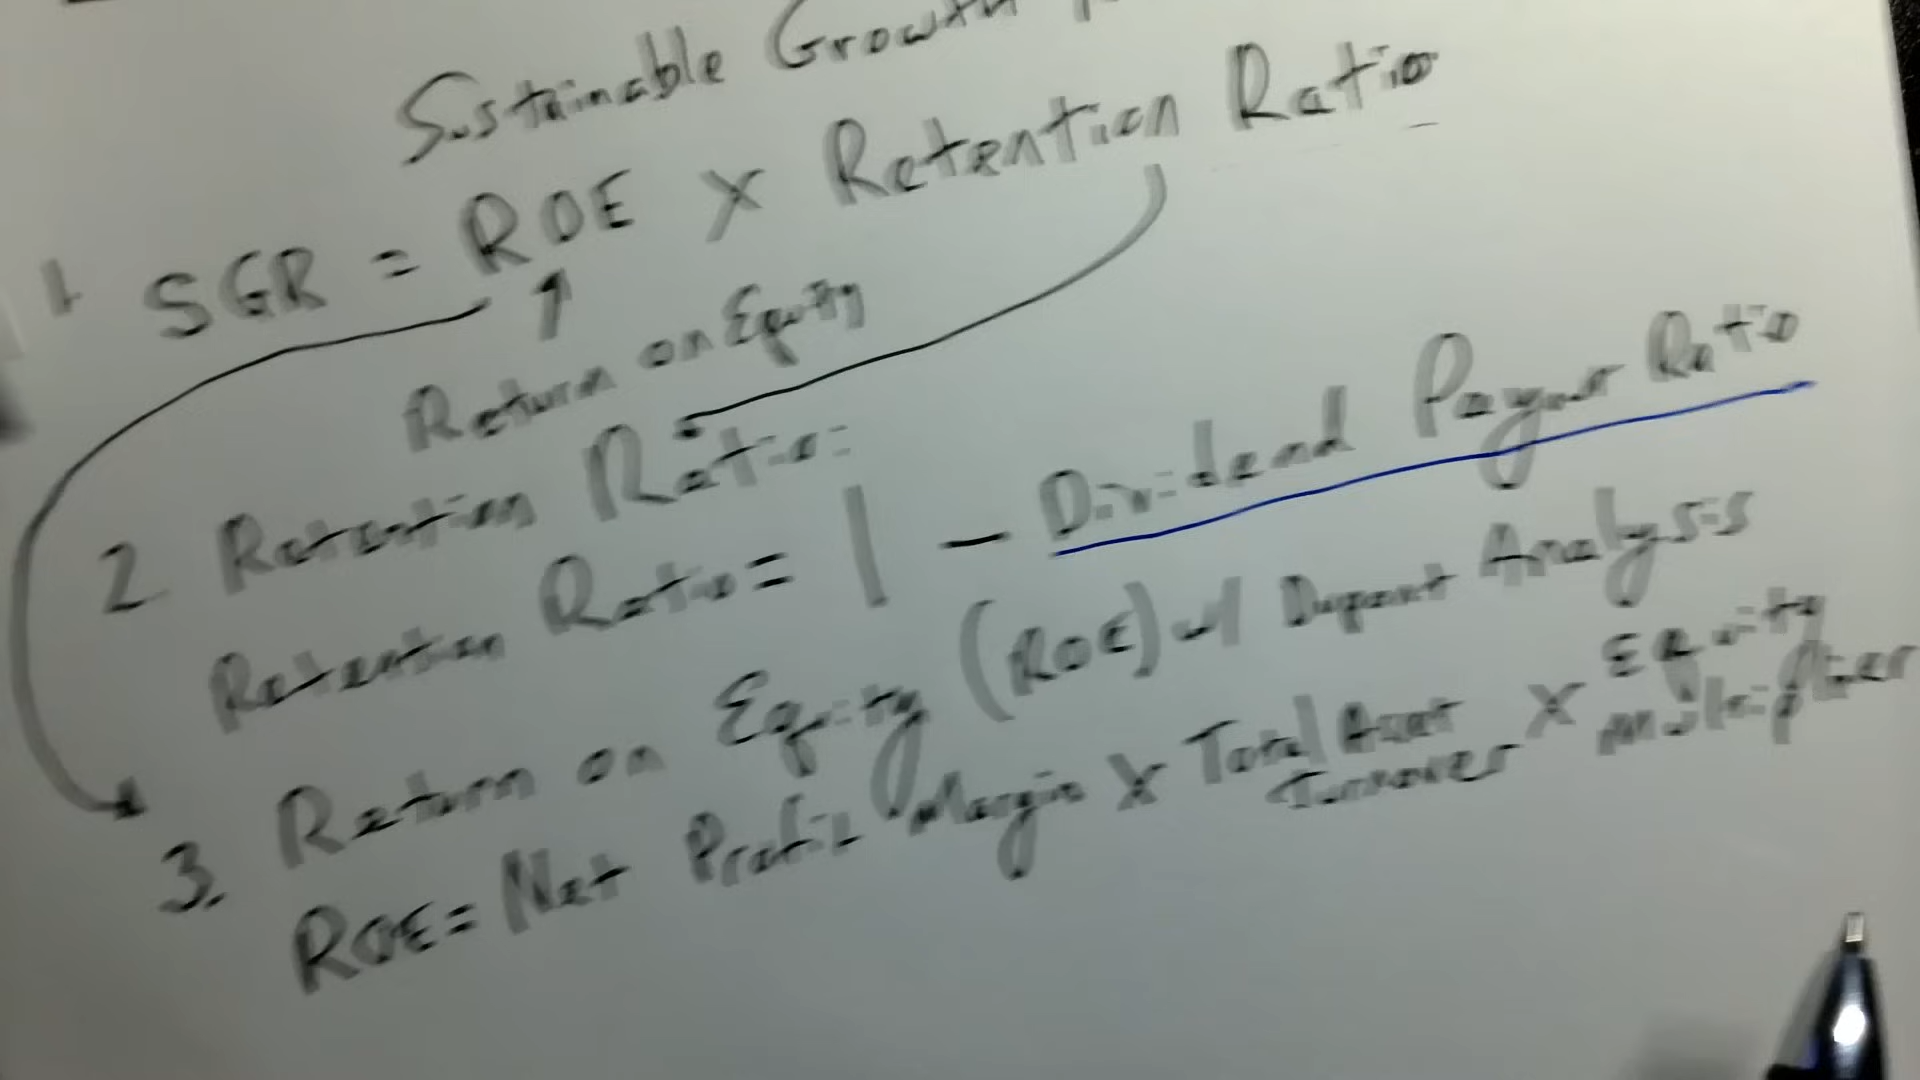 Sustainable Growth
1 SGR = ROE X Retention Ratio
Return on Equity
2 Retention Ratio:
Retention Ratio = 1 - Dividend Payout Ratio
3. Return on Equity (ROE) w/ Dupont Analysis
ROE = Net Profit Margin X Total Asset Turnover X Equity Multiplier